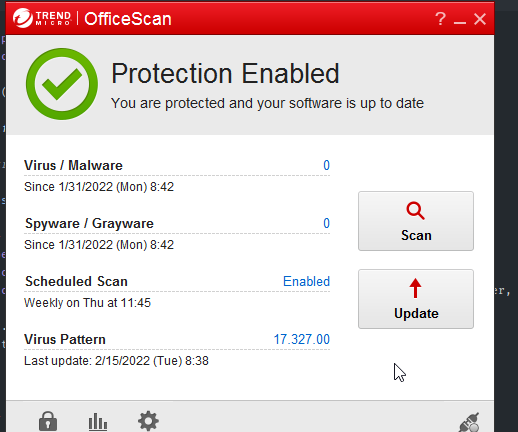 TREND MICRO OfficeScan ?
Protection Enabled
You are protected and your software is up to date
Virus / Malware 0
Since 1/31/2022 (Mon) 8:42
Spyware / Grayware 0
Since 1/31/2022 (Mon) 8:42
Scan
Scheduled Scan Enabled
Weekly on Thu at 11:45
Update
Virus Pattern 17.327.00
Last update: 2/15/2022 (Tue) 8:38